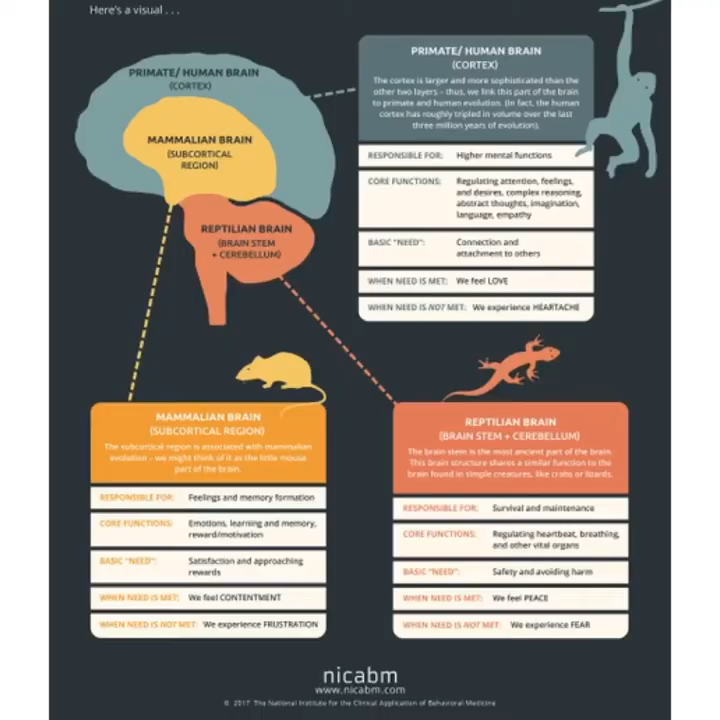 Here's a visual . . .
PRIMATE/ HUMAN BRAIN
(CORTEX)
MAMMALIAN BRAIN
(SUBCORTICAL
REGION)
REPTILIAN BRAIN
(BRAIN STEM
+ CEREBELLUM)
PRIMATE/ HUMAN BRAIN
(CORTEX)
The cortex is larger and more sophisticated than the
other two layers – thus, we link this part of the brain
to primate and human evolution. (In fact, the human
cortex has roughly tripled in volume over the last
three million years of evolution).
RESPONSIBLE FOR: Higher mental functions
CORE FUNCTIONS: Regulating attention, feelings,
and desires, complex reasoning,
abstract thoughts, imagination,
language, empathy
BASIC "NEED": Connection and
attachment to others
WHEN NEED IS MET: We feel LOVE
WHEN NEED IS NOT MET: We experience HEARTACHE
MAMMALIAN BRAIN
(SUBCORTICAL REGION)
The subcortical region is associated with mammalian
evolution – we might think of it as the little mouse
part of the brain.
RESPONSIBLE FOR: Feelings and memory formation
CORE FUNCTIONS: Emotions, learning and memory,
reward/motivation
BASIC "NEED": Satisfaction and approaching
rewards
WHEN NEED IS MET: We feel CONTENTMENT
WHEN NEED IS NOT MET: We experience FRUSTRATION
REPTILIAN BRAIN
(BRAIN STEM + CEREBELLUM)
The brain stem is the most ancient part of the brain.
This brain structure shares a similar function to the
brain found in simple creatures, like crabs or lizards.
RESPONSIBLE FOR: Survival and maintenance
CORE FUNCTIONS: Regulating heartbeat, breathing,
and other vital organs
BASIC "NEED": Safety and avoiding harm
WHEN NEED IS MET: We feel PEACE
WHEN NEED IS NOT MET: We experience FEAR
nicabm
www.nicabm.com
© 2017 The National Institute for the Clinical Application of Behavioral Medicine